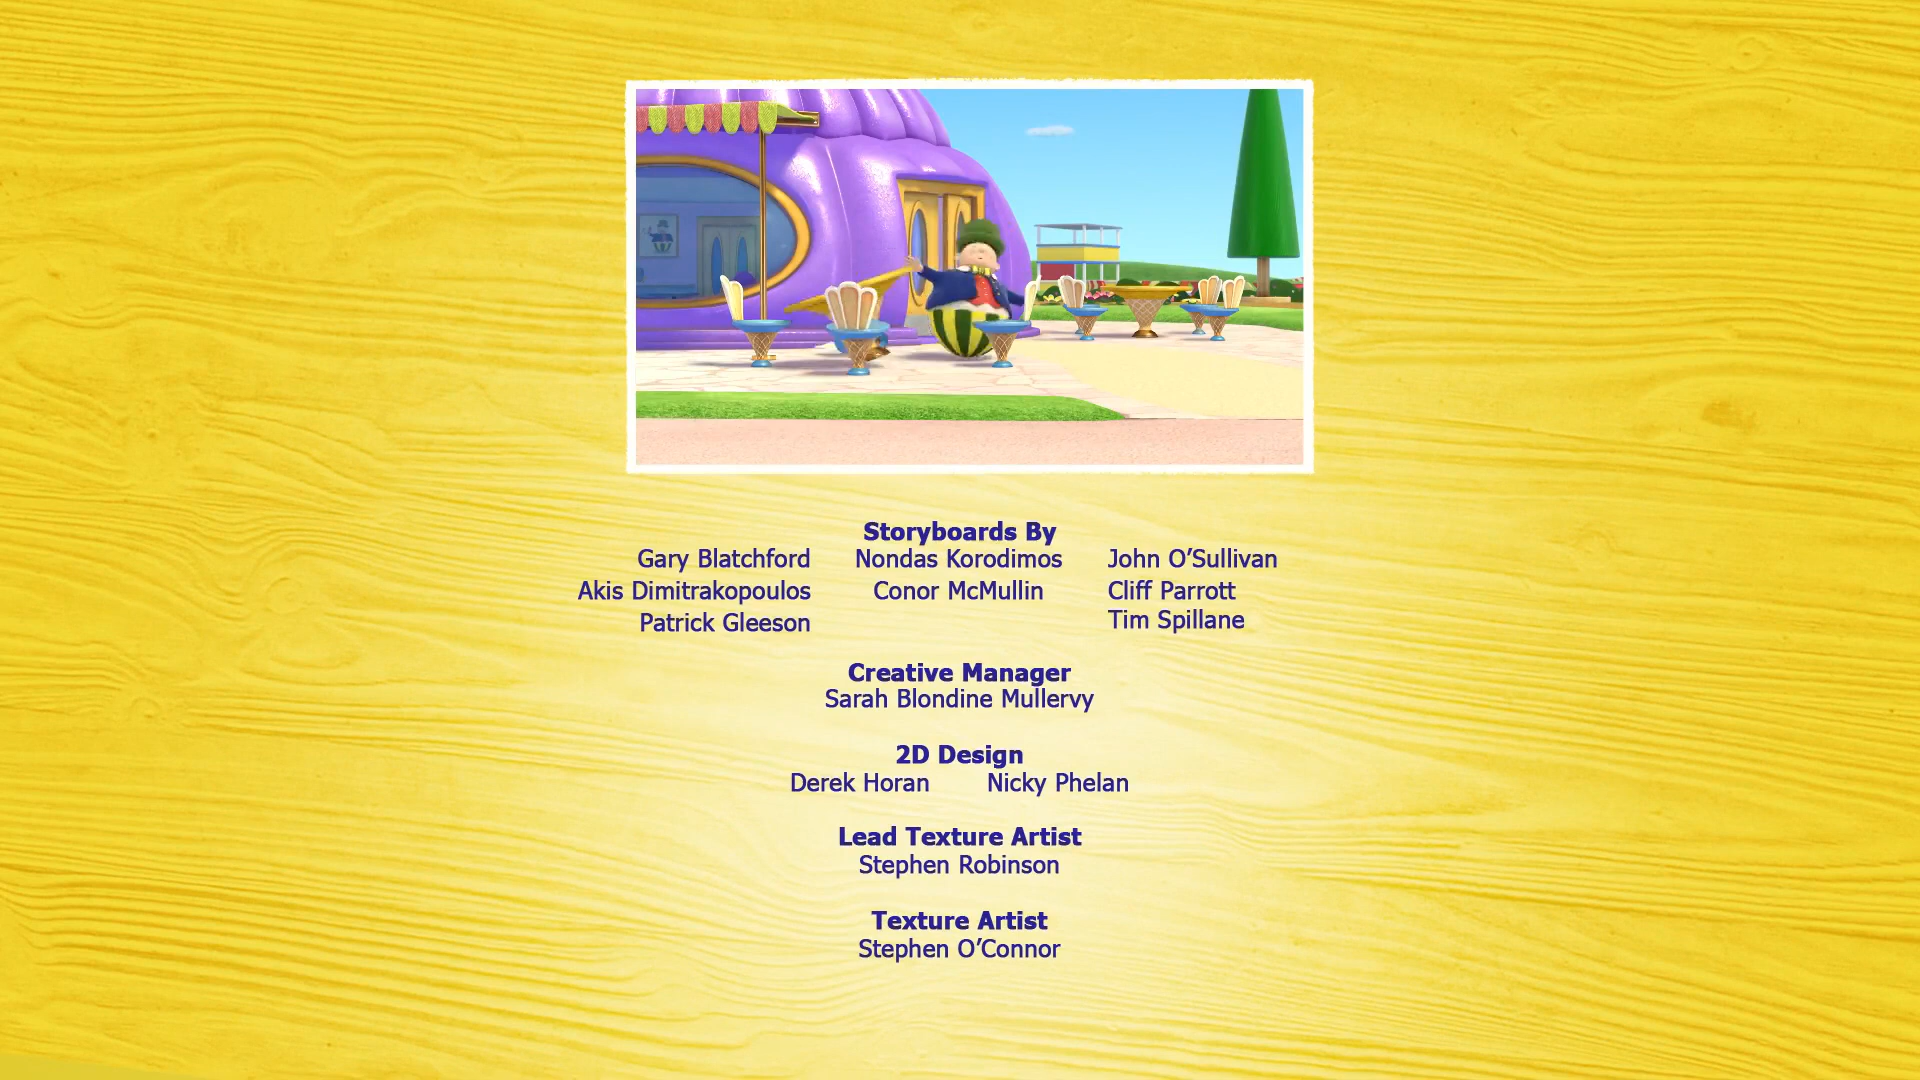 Storyboards By
Gary Blatchford Nondas Korodimos John O'Sullivan
Akis Dimitrakopoulos Conor McMullin Cliff Parrott
Patrick Gleeson Tim Spillane
Creative Manager
Sarah Blondine Mullervy
2D Design
Derek Horan Nicky Phelan
Lead Texture Artist
Stephen Robinson
Texture Artist
Stephen O'Connor